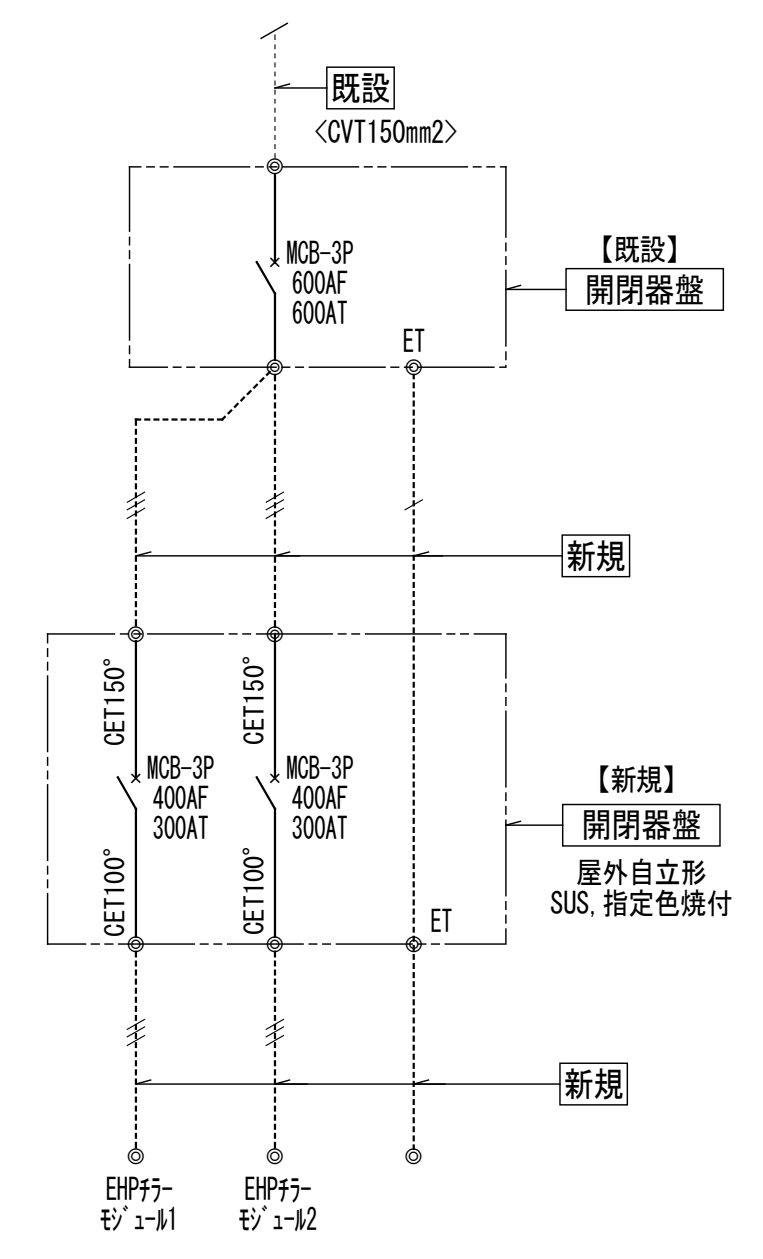 既設
<CVT150mm2>
MCB-3P
600AF
600AT
ET
【既設】
開閉器盤
新規
CET150°
CET150°
MCB-3P
400AF
300AT
MCB-3P
400AF
300AT
CET100°
CET100°
ET
【新規】
開閉器盤
屋外自立形
SUS,指定色焼付
新規
EHPﾁﾗｰ
ﾓｼﾞｭｰﾙ1
EHPﾁﾗｰ
ﾓｼﾞｭｰﾙ2